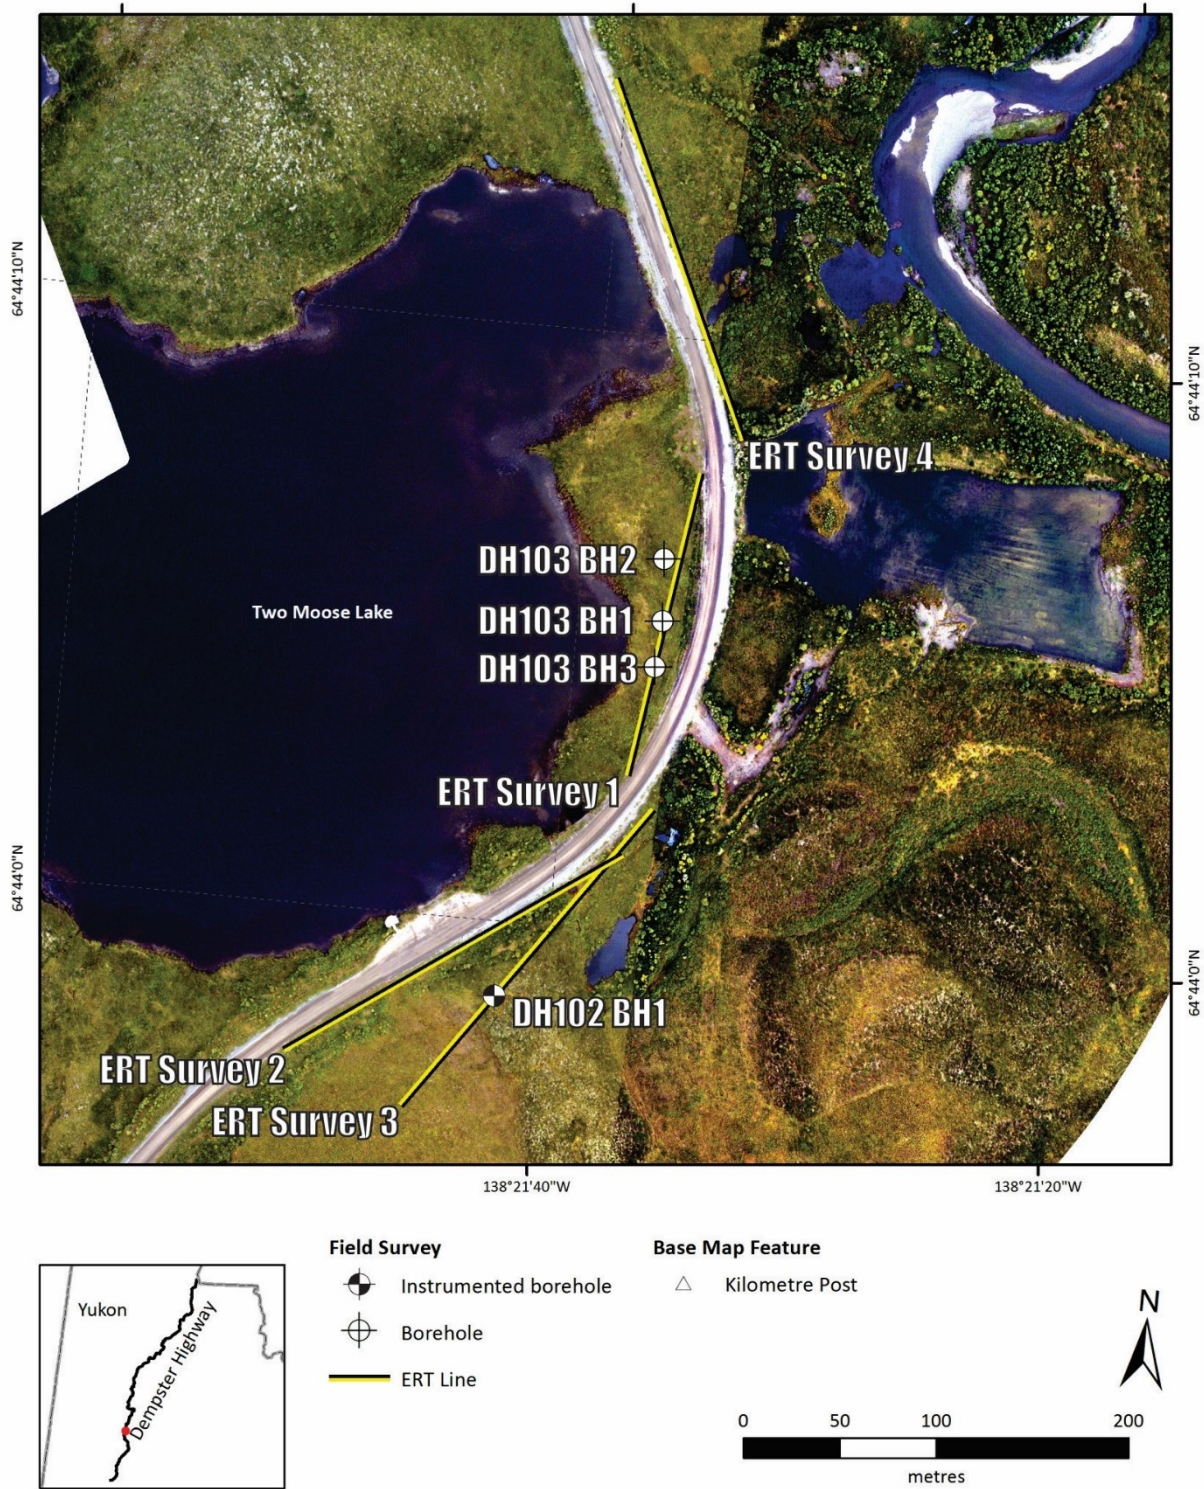 64°44'10"N
64°44'10"N
ERT Survey 4
DH103 BH2
Two Moose Lake
DH103 BH1
DH103 BH3
ERT Survey 1
64°44'0"N
64°44'0"N
DH102 BH1
ERT Survey 2
ERT Survey 3
138°21'40"W
138°21'20"W
Field Survey
Instrumented borehole
Borehole
ERT Line
Base Map Feature
Kilometre Post
Yukon
Dempster Highway
N
0 50 100 200
metres